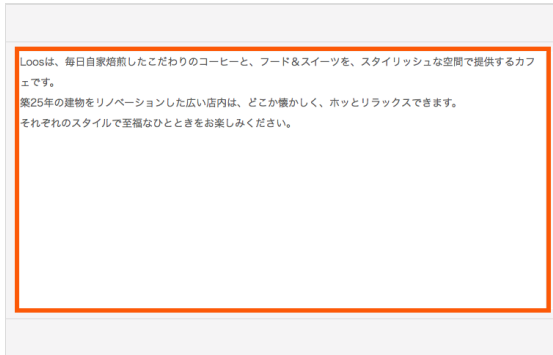 Loosは、毎日自家焙煎したこだわりのコーヒーと、フード＆スイーツを、スタイリッシュな空間で提供するカフ
ェです。
築25年の建物をリノベーションした広い店内は、どこか懐かしく、ホッとリラックスできます。
それぞれのスタイルで至福なひとときをお楽しみください。